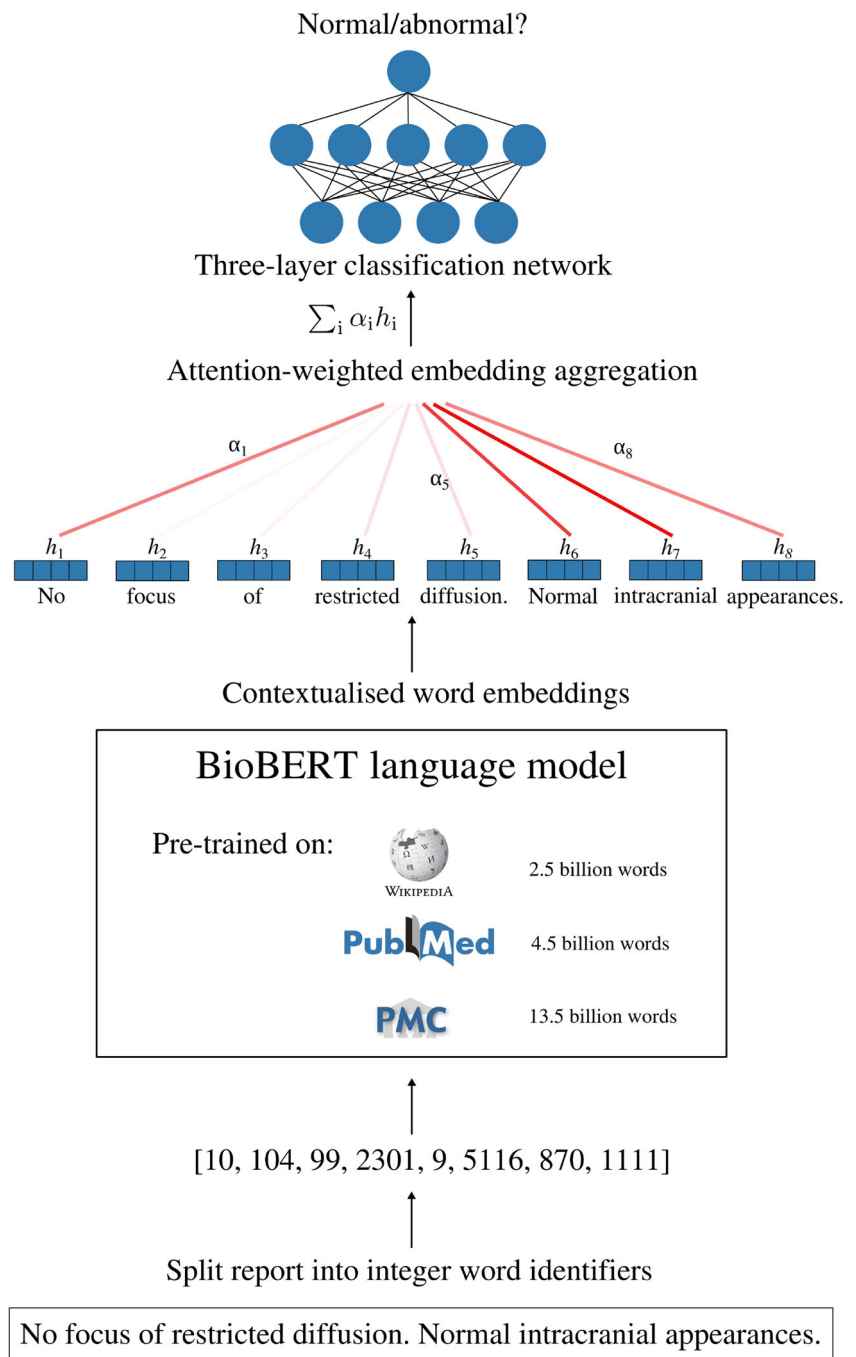 Normal/abnormal?
Three-layer classification network
∑ᵢ αᵢhᵢ
Attention-weighted embedding aggregation
α₁ α₅ α₈
h₁ h₂ h₃ h₄ h₅ h₆ h₇ h₈
No focus of restricted diffusion. Normal intracranial appearances.
Contextualised word embeddings
BioBERT language model
Pre-trained on:
WIKIPEDIA 2.5 billion words
PubMed 4.5 billion words
PMC 13.5 billion words
[10, 104, 99, 2301, 9, 5116, 870, 1111]
Split report into integer word identifiers
No focus of restricted diffusion. Normal intracranial appearances.